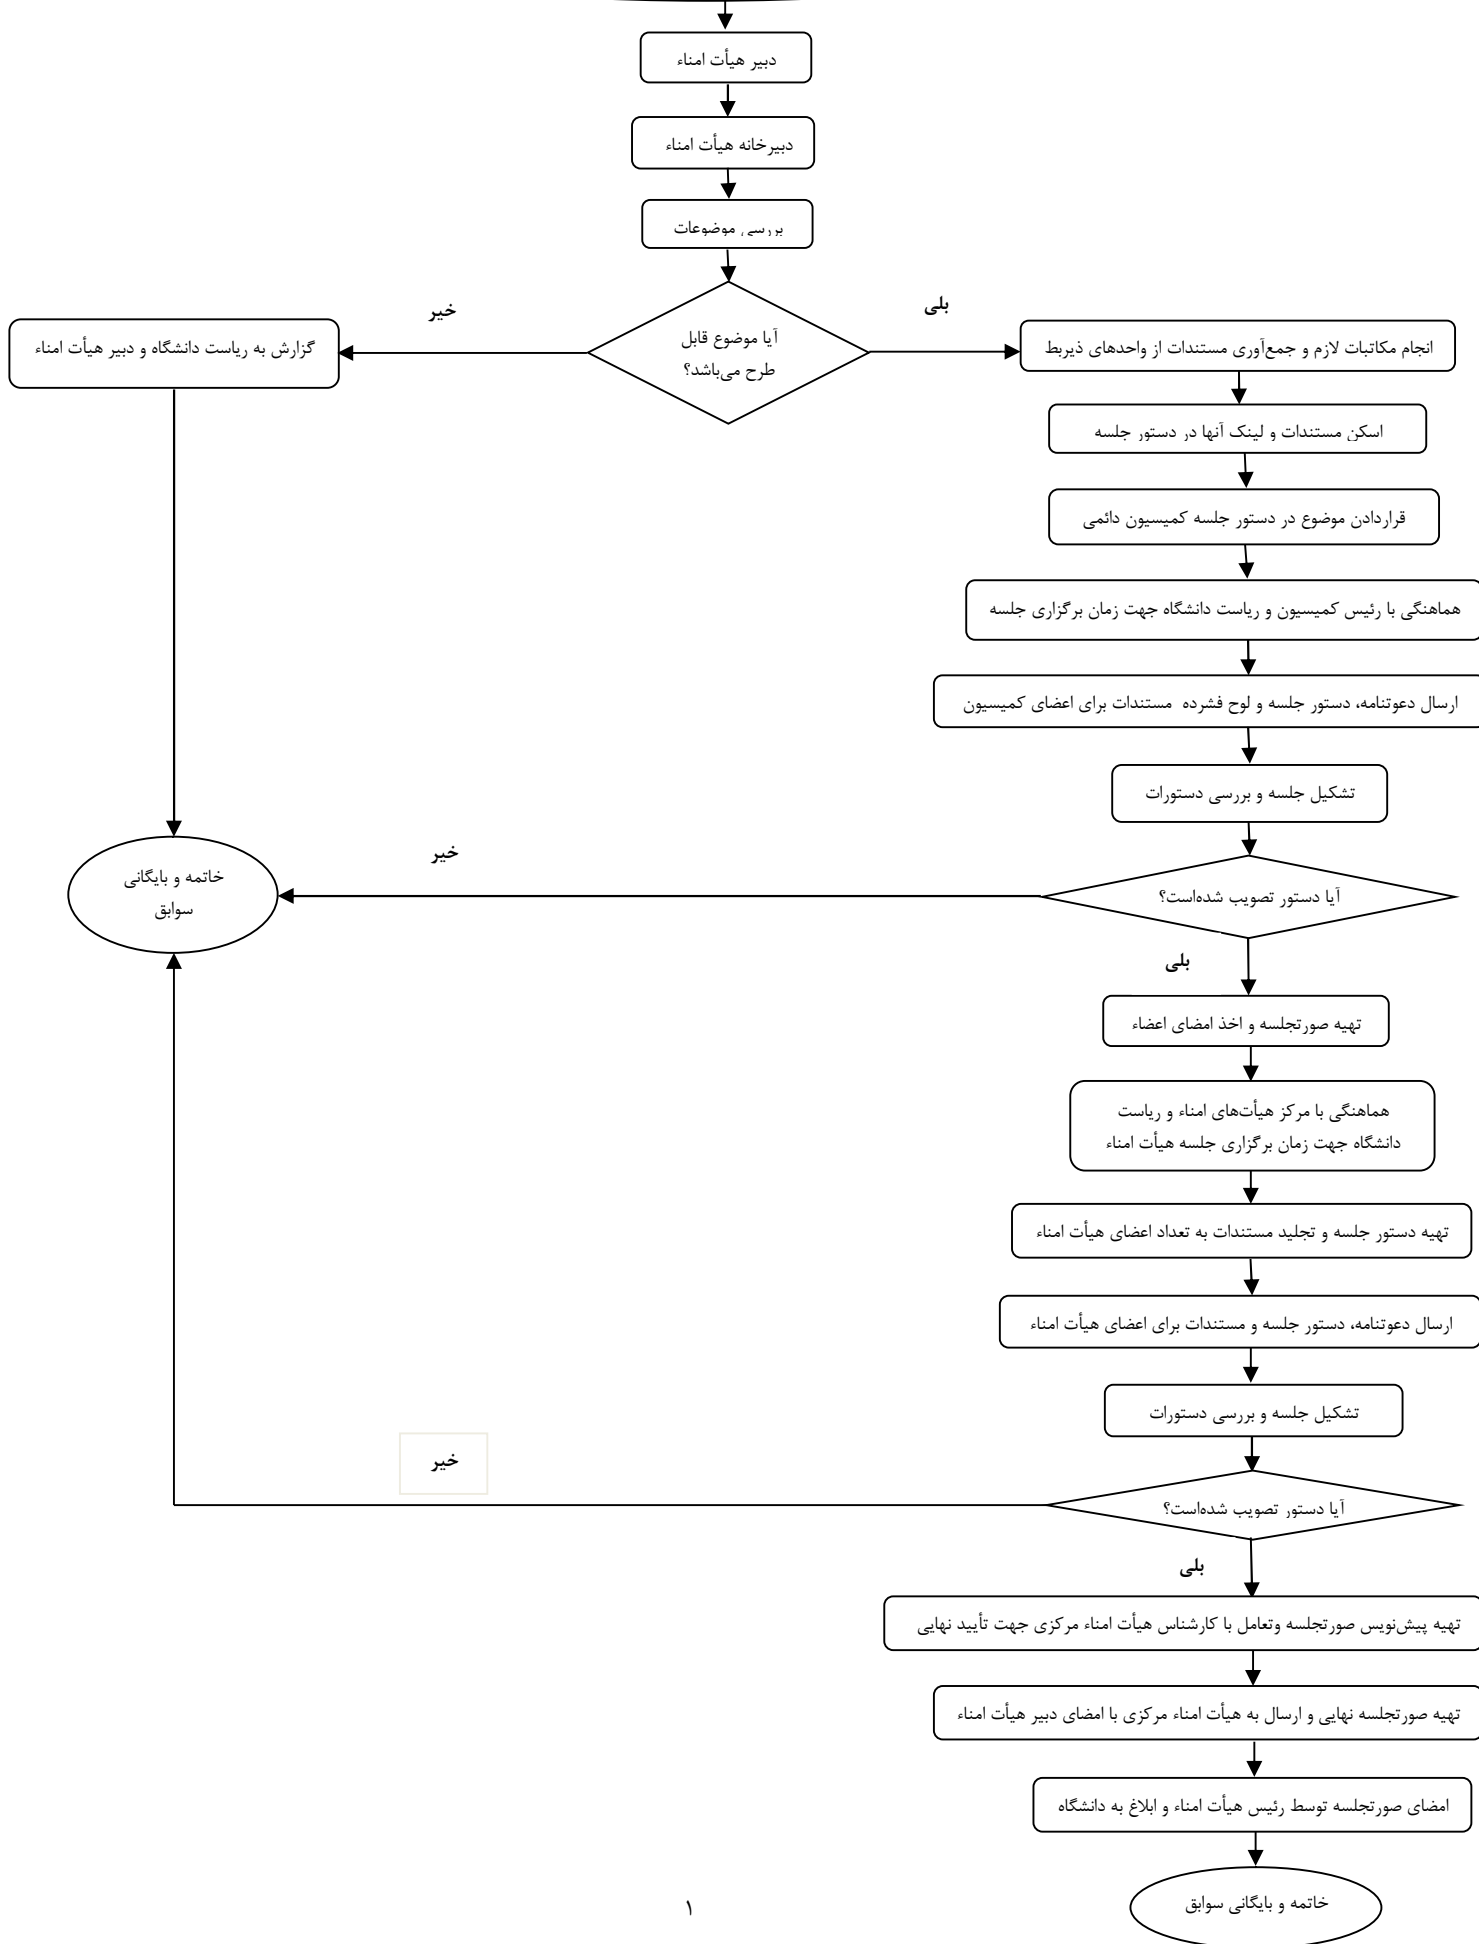 دبیر هیأت امناء
دبیرخانه هیأت امناء
بررسی موضوعات
آیا موضوع قابل
طرح می‌باشد؟
بلی
خیر
انجام مکاتبات لازم و جمع‌آوری مستندات از واحدهای ذیربط
گزارش به ریاست دانشگاه و دبیر هیأت امناء
اسکن مستندات و لینک آنها در دستور جلسه
قراردادن موضوع در دستور جلسه کمیسیون دائمی
هماهنگی با رئیس کمیسیون و ریاست دانشگاه جهت زمان برگزاری جلسه
ارسال دعوتنامه، دستور جلسه و لوح فشرده مستندات برای اعضای کمیسیون
تشکیل جلسه و بررسی دستورات
آیا دستور تصویب شده‌است؟
خیر
خاتمه و بایگانی
سوابق
بلی
تهیه صورتجلسه و اخذ امضای اعضاء
هماهنگی با مرکز هیأت‌های امناء و ریاست
دانشگاه جهت زمان برگزاری جلسه هیأت امناء
تهیه دستور جلسه و تجلید مستندات به تعداد اعضای هیأت امناء
ارسال دعوتنامه، دستور جلسه و مستندات برای اعضای هیأت امناء
تشکیل جلسه و بررسی دستورات
آیا دستور تصویب شده‌است؟
خیر
بلی
تهیه پیش‌نویس صورتجلسه وتعامل با کارشناس هیأت امناء مرکزی جهت تأیید نهایی
تهیه صورتجلسه نهایی و ارسال به هیأت امناء مرکزی با امضای دبیر هیأت امناء
امضای صورتجلسه توسط رئیس هیأت امناء و ابلاغ به دانشگاه
خاتمه و بایگانی سوابق
۱